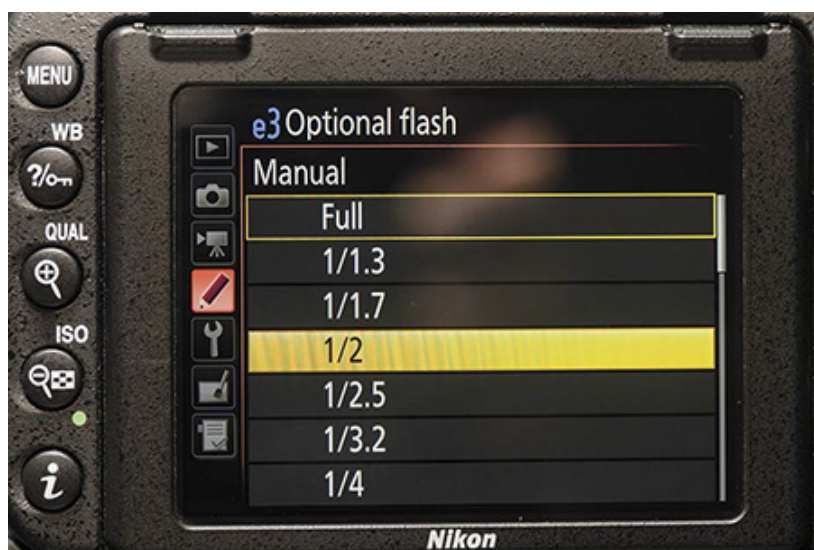 MENU
WB
?/
QUAL
ISO
i
e3 Optional flash
Manual
Full
1/1.3
1/1.7
1/2
1/2.5
1/3.2
1/4
Nikon